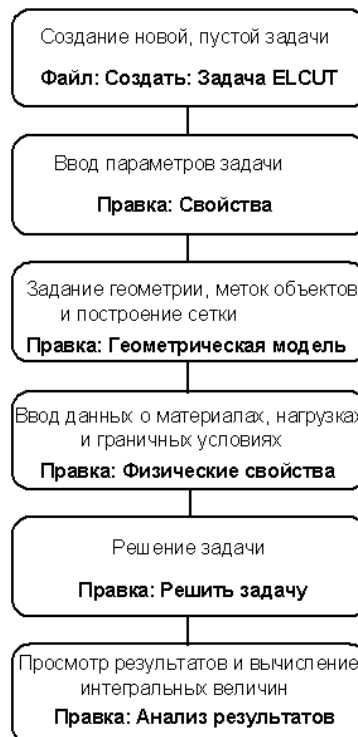 Создание новой, пустой задачи
Файл: Создать: Задача ELCUT
Ввод параметров задачи
Правка: Свойства
Задание геометрии, меток объектов
и построение сетки
Правка: Геометрическая модель
Ввод данных о материалах, нагрузках
и граничных условиях
Правка: Физические свойства
Решение задачи
Правка: Решить задачу
Просмотр результатов и вычисление
интегральных величин
Правка: Анализ результатов